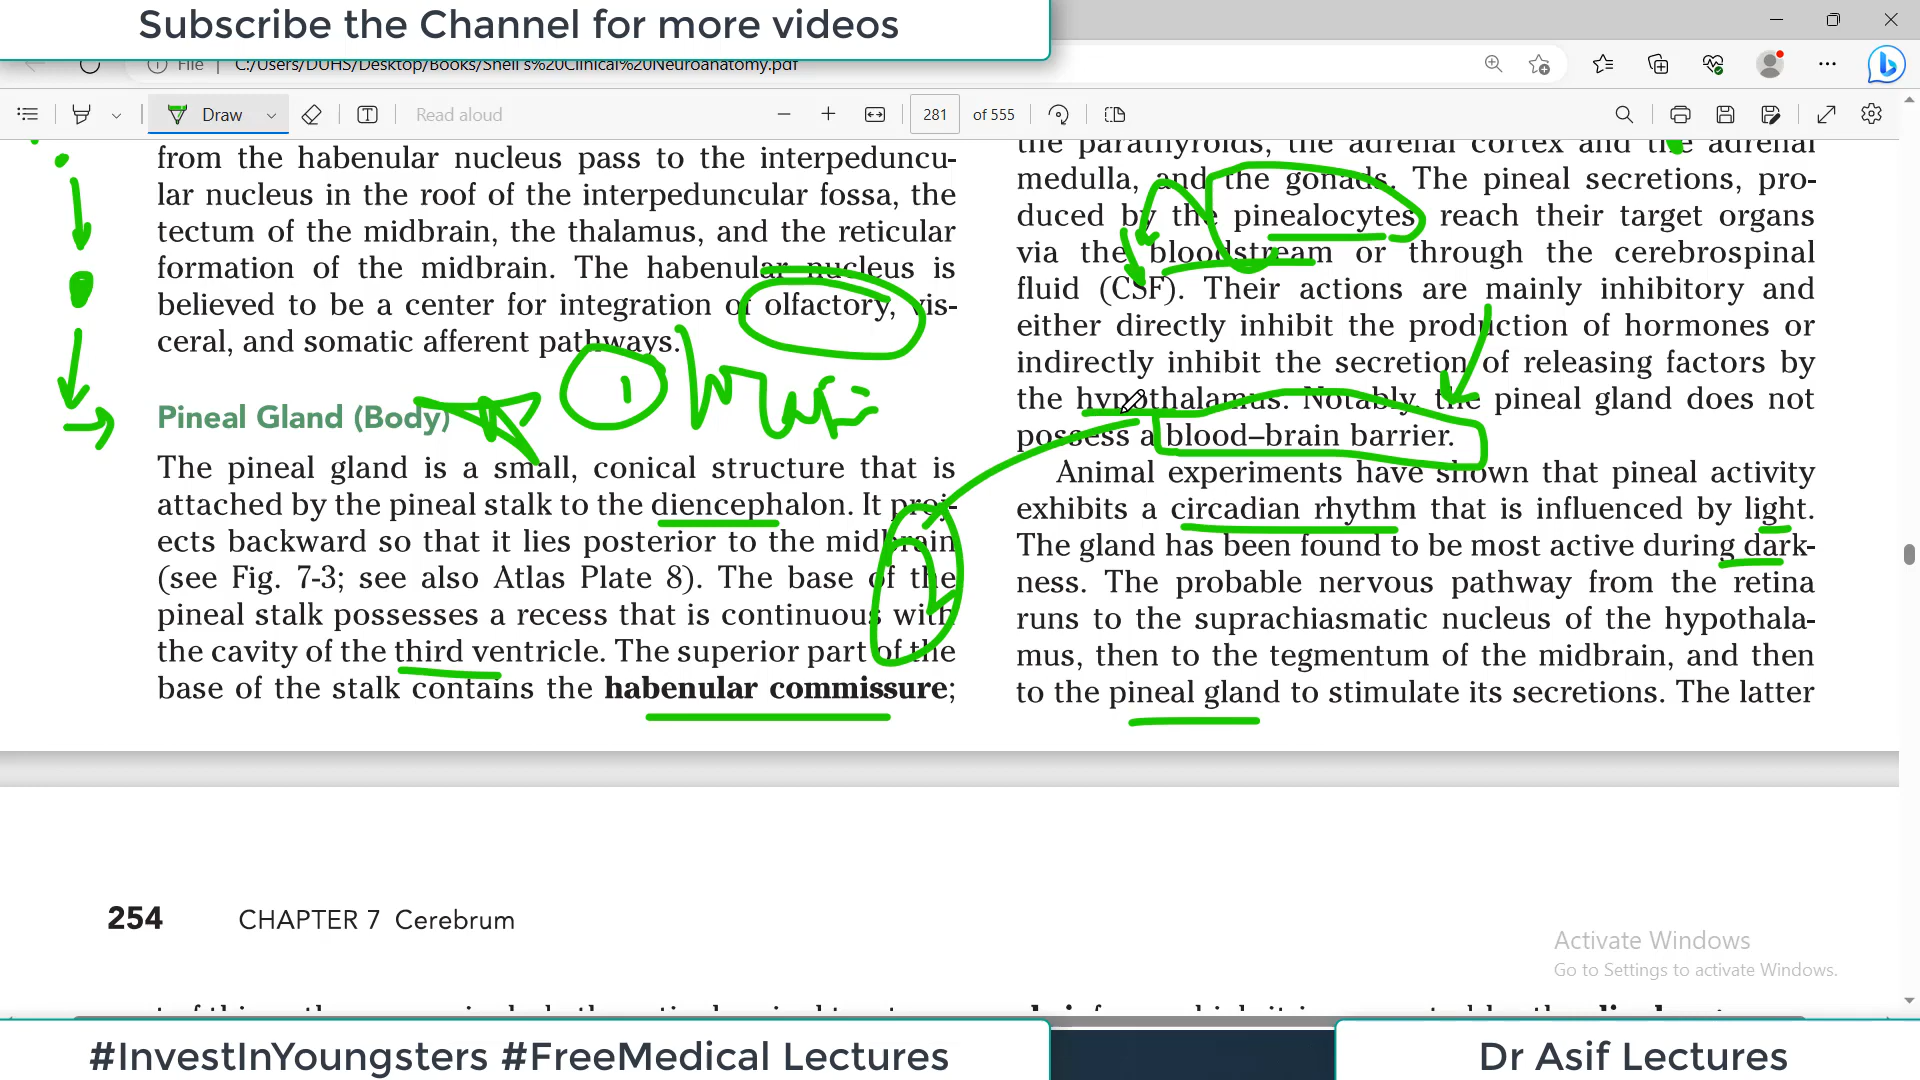 Subscribe the Channel for more videos
File
C:/Users/DUHS/Desktop/Books/Snell's%20Clinical%20Neuroanatomy.pdf
Draw
Read aloud
281 of 555
from the habenular nucleus pass to the interpeduncu-
lar nucleus in the roof of the interpeduncular fossa, the
tectum of the midbrain, the thalamus, and the reticular
formation of the midbrain. The habenular nucleus is
believed to be a center for integration of olfactory, vis-
ceral, and somatic afferent pathways.
1
Pineal Gland (Body)
The pineal gland is a small, conical structure that is
attached by the pineal stalk to the diencephalon. It proj-
ects backward so that it lies posterior to the midbrain
(see Fig. 7-3; see also Atlas Plate 8). The base of the
pineal stalk possesses a recess that is continuous with
the cavity of the third ventricle. The superior part of the
base of the stalk contains the habenular commissure;
the parathyroids, the adrenal cortex and the adrenal
medulla, and the gonads. The pineal secretions, pro-
duced by the pinealocytes, reach their target organs
via the bloodstream or through the cerebrospinal
fluid (CSF). Their actions are mainly inhibitory and
either directly inhibit the production of hormones or
indirectly inhibit the secretion of releasing factors by
the hypothalamus. Notably, the pineal gland does not
possess a blood–brain barrier.
Animal experiments have shown that pineal activity
exhibits a circadian rhythm that is influenced by light.
The gland has been found to be most active during dark-
ness. The probable nervous pathway from the retina
runs to the suprachiasmatic nucleus of the hypothala-
mus, then to the tegmentum of the midbrain, and then
to the pineal gland to stimulate its secretions. The latter
254 CHAPTER 7 Cerebrum
Activate Windows
Go to Settings to activate Windows.
#InvestInYoungsters #FreeMedical Lectures
Dr Asif Lectures